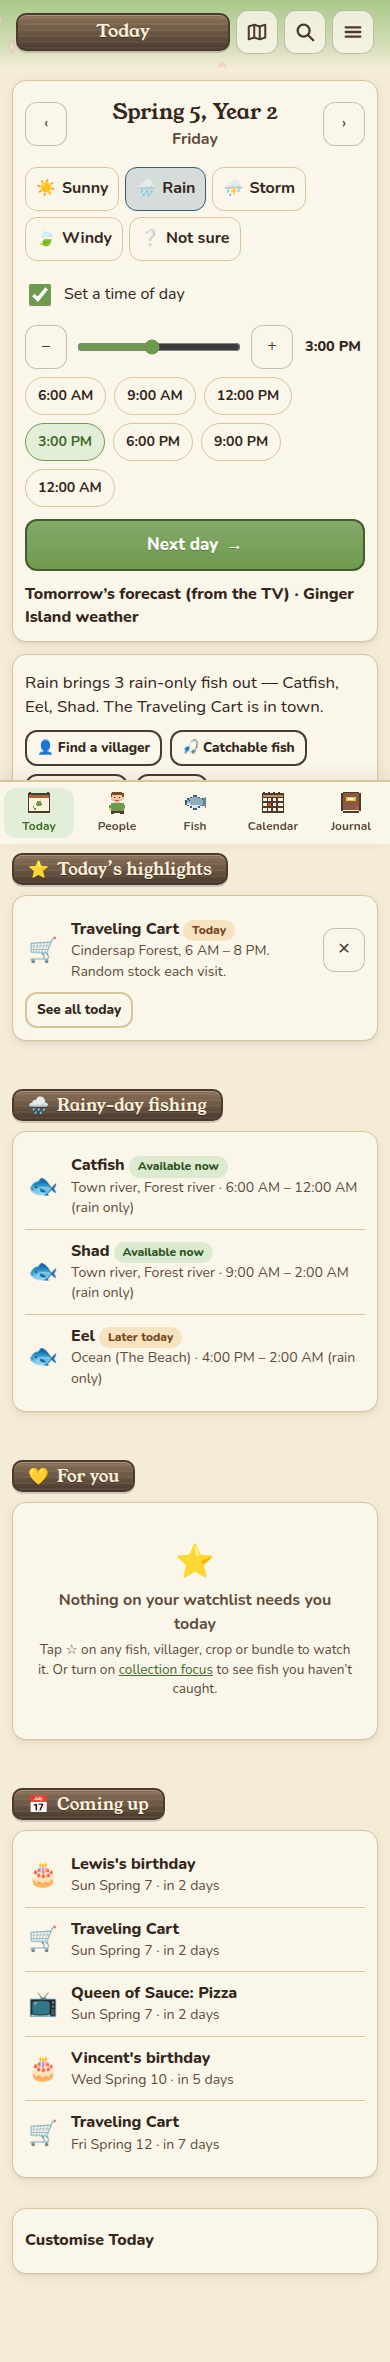 Today
‹
Spring 5, Year 2
Friday
›
Sunny
Rain
Storm
Windy
Not sure
Set a time of day
−
+
3:00 PM
6:00 AM
9:00 AM
12:00 PM
3:00 PM
6:00 PM
9:00 PM
12:00 AM
Next day →
Tomorrow’s forecast (from the TV) · Ginger
Island weather
Rain brings 3 rain-only fish out — Catfish,
Eel, Shad. The Traveling Cart is in town.
Find a villager
Catchable fish
Today
People
Fish
Calendar
Journal
Today’s highlights
Traveling Cart Today
Cindersap Forest, 6 AM – 8 PM.
Random stock each visit.
✕
See all today
Rainy-day fishing
Catfish Available now
Town river, Forest river · 6:00 AM – 12:00 AM
(rain only)
Shad Available now
Town river, Forest river · 9:00 AM – 2:00 AM
(rain only)
Eel Later today
Ocean (The Beach) · 4:00 PM – 2:00 AM (rain
only)
For you
Nothing on your watchlist needs you
today
Tap ☆ on any fish, villager, crop or bundle to watch
it. Or turn on collection focus to see fish you haven’t
caught.
Coming up
Lewis's birthday
Sun Spring 7 · in 2 days
Traveling Cart
Sun Spring 7 · in 2 days
Queen of Sauce: Pizza
Sun Spring 7 · in 2 days
Vincent's birthday
Wed Spring 10 · in 5 days
Traveling Cart
Fri Spring 12 · in 7 days
Customise Today